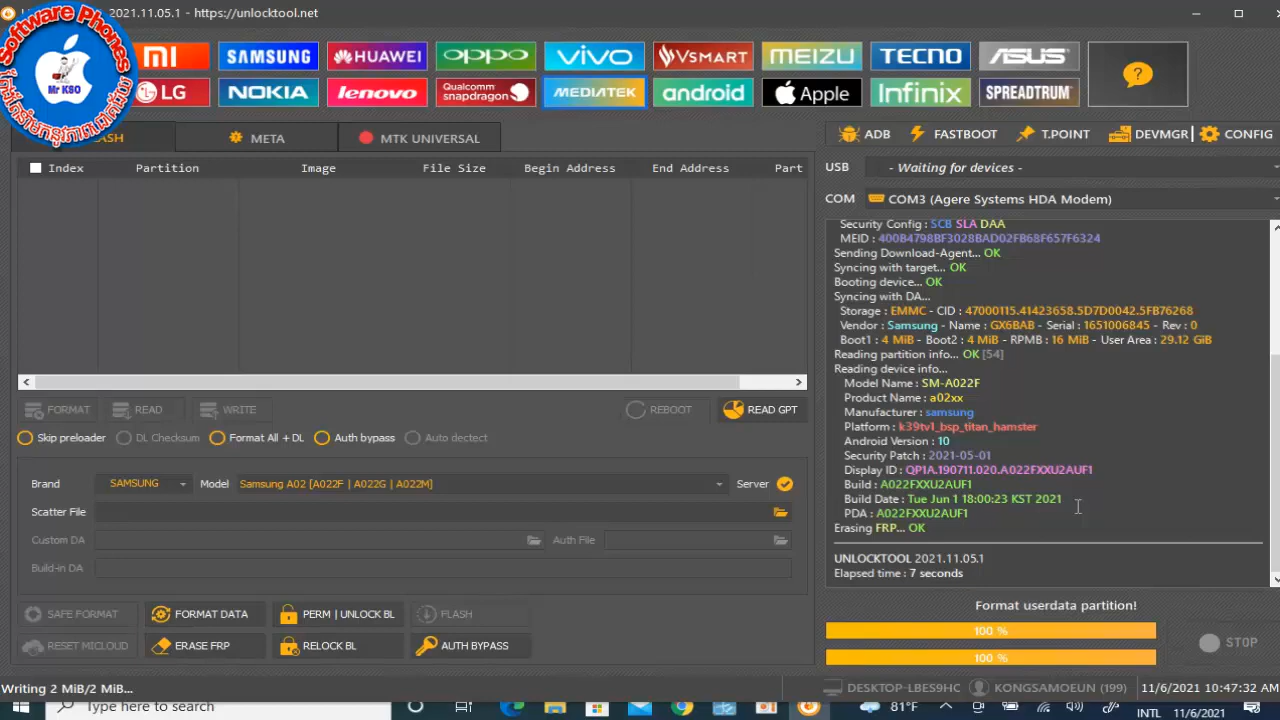 2021.11.05.1 - https://unlocktool.net
Software Phones
Mr KSO
MI SAMSUNG HUAWEI oppo vivo VSMART MEIZU TECNO ASUS
LG NOKIA lenovo Qualcomm snapdragon MEDIATEK android Apple Infinix SPREADTRUM
?
META MTK UNIVERSAL
ADB FASTBOOT T.POINT DEVMGR CONFIG
Index Partition Image File Size Begin Address End Address Part
USB - Waiting for devices -
COM COM3 (Agere Systems HDA Modem)
Security Config : SCB SLA DAA
MEID : 400B4798BF3028BAD02FB68F657F6324
Sending Download-Agent... OK
Syncing with target... OK
Booting device... OK
Syncing with DA...
Storage : EMMC - CID : 47000115.41423658.5D7D0042.5FB76268
Vendor : Samsung - Name : GX6BAB - Serial : 1651006845 - Rev : 0
Boot1 : 4 MiB - Boot2 : 4 MiB - RPMB : 16 MiB - User Area : 29.12 GiB
Reading partition info... OK [54]
Reading device info...
Model Name : SM-A022F
Product Name : a02xx
Manufacturer : samsung
Platform : k39tv1_bsp_titan_hamster
Android Version : 10
Security Patch : 2021-05-01
Display ID : QP1A.190711.020.A022FXXU2AUF1
Build : A022FXXU2AUF1
Build Date : Tue Jun 1 18:00:23 KST 2021
PDA : A022FXXU2AUF1
Erasing FRP... OK
UNLOCKTOOL 2021.11.05.1
Elapsed time : 7 seconds
FORMAT READ WRITE REBOOT READ GPT
Skip preloader DL Checksum Format All + DL Auth bypass Auto dectect
Brand SAMSUNG Model Samsung A02 [A022F | A022G | A022M] Server
Scatter File
Custom DA Auth File
Build-in DA
SAFE FORMAT FORMAT DATA PERM | UNLOCK BL FLASH
RESET MICLOUD ERASE FRP RELOCK BL AUTH BYPASS
Format userdata partition!
100 %
100 %
STOP
Writing 2 MiB/2 MiB...
DESKTOP-LBES9HC KONGSAMOEUN (199) 11/6/2021 10:47:32 AM
Type here to search
81°F
INTL 11/6/2021